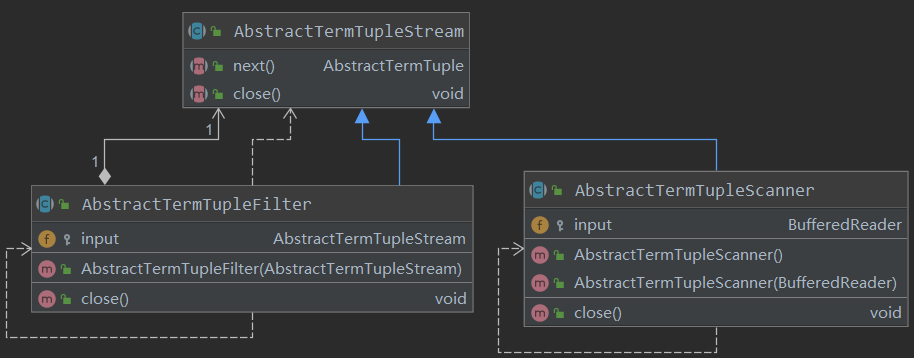 AbstractTermTupleStream
next() AbstractTermTuple
close() void
1
1
AbstractTermTupleFilter
input AbstractTermTupleStream
AbstractTermTupleFilter(AbstractTermTupleStream)
close() void
AbstractTermTupleScanner
input BufferedReader
AbstractTermTupleScanner()
AbstractTermTupleScanner(BufferedReader)
close() void